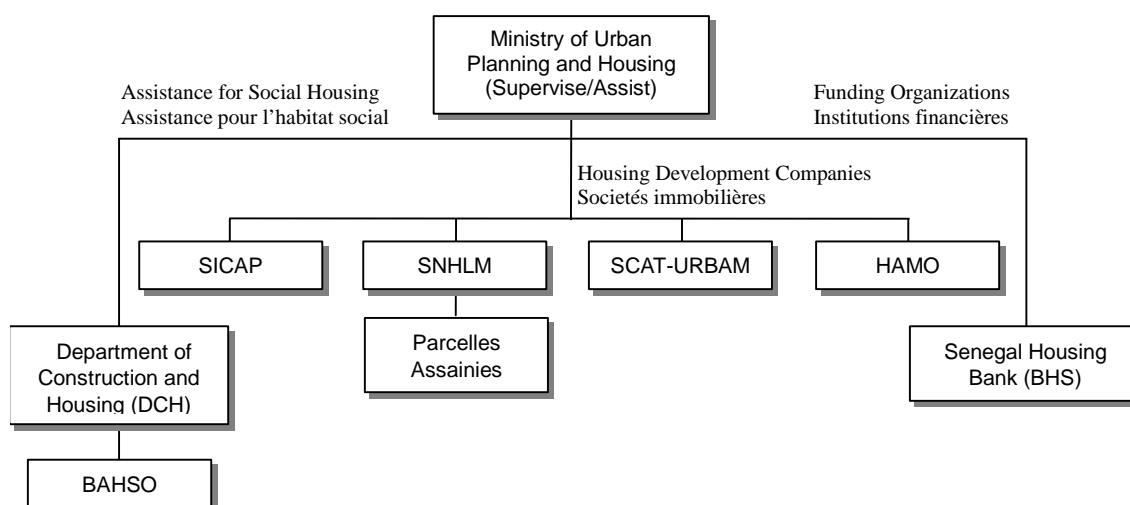 Ministry of Urban
Planning and Housing
(Supervise/Assist)
Assistance for Social Housing
Assistance pour l'habitat social
Funding Organizations
Institutions financières
Housing Development Companies
Societés immobilières
SICAP
SNHLM
SCAT-URBAM
HAMO
Department of
Construction and
Housing (DCH)
Parcelles
Assainies
Senegal Housing
Bank (BHS)
BAHSO